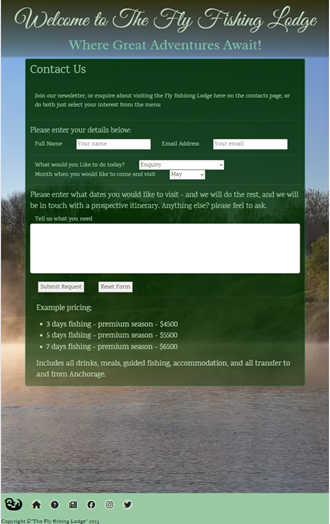 Welcome to The Fly Fishing Lodge
Where Great Adventures Await!
Contact Us
Join our newsletter, or enquire about visiting the Fly fishiong Lodge here on the contacts page, or
do both just select your interest from the menu
Please enter your details below:
Full Name Your name Email Address Your email
What would you Like to do today? Enquiry
Month when you would like to come and visit May
Please enter what dates you would like to visit - and we will do the rest, and we will
be in touch with a prospective itinerary. Anything else? please feel to ask.
Tell us what you need
Submit Request Reset Form
Example pricing:
• 3 days fishing - premium season - $4500
• 5 days fishing - premium season - $5500
• 7 days fishing - premium season - $6500
Includes all drinks, meals, guided fishing, accommodation, and all transfer to
and from Anchorage.
Copyright ©"The Fly fishing Lodge" 2023